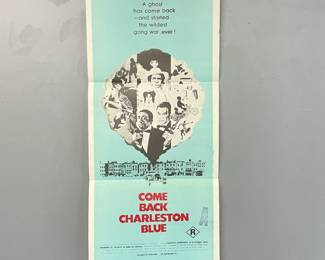 A ghost
has come back
—and started
the wildest
gang war ever!
COME
BACK
CHARLESTON
BLUE
R